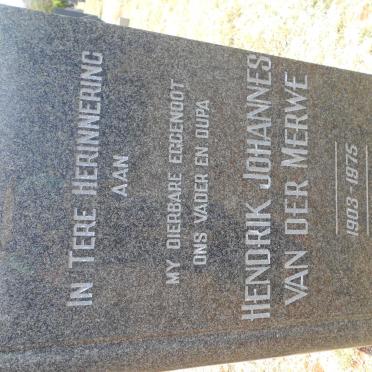 IN TERE HERINNERING
AAN
MY DIERBARE EGGENOOT
ONS VADER EN OUPA
HENDRIK JOHANNES
VAN DER MERWE
1903-1975